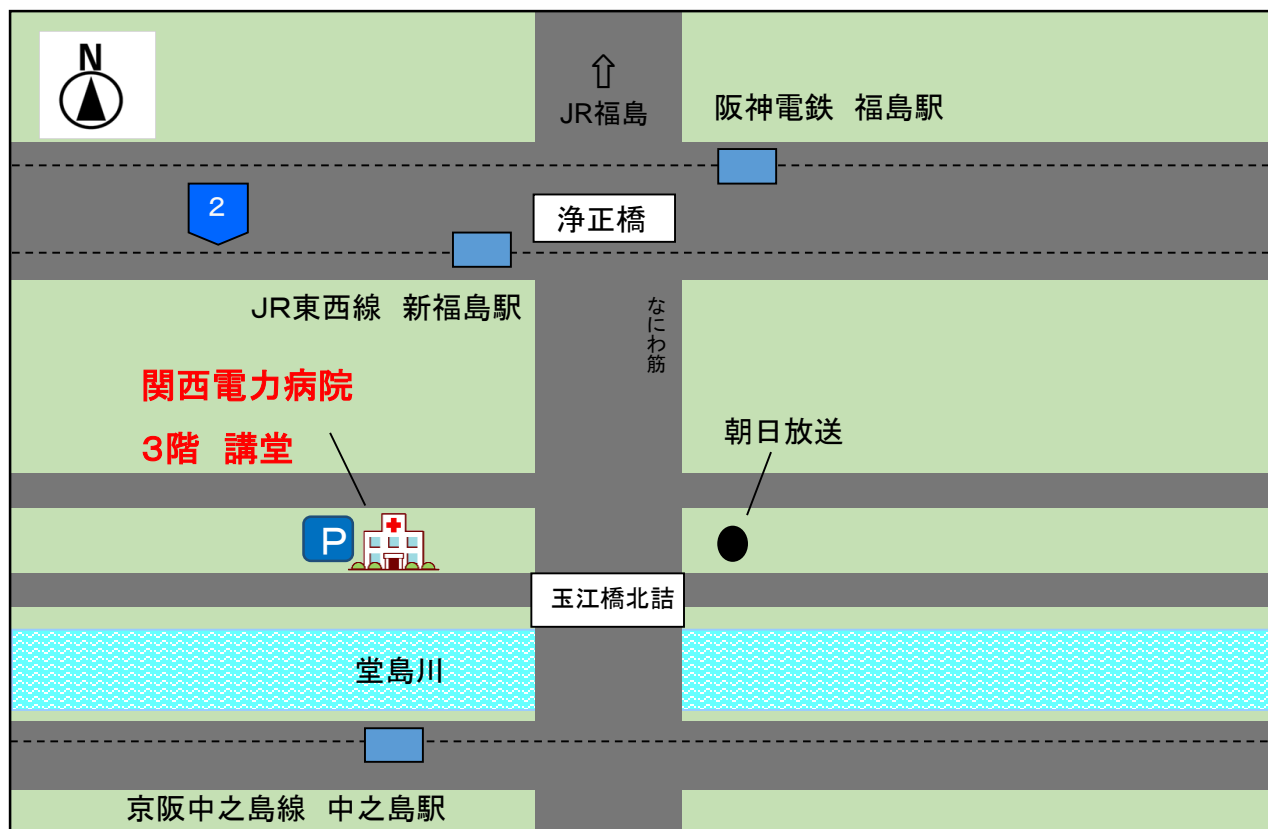 N
JR福島
阪神電鉄　福島駅
２
浄正橋
ＪＲ東西線　新福島駅
なにわ筋
関西電力病院
３階　講堂
朝日放送
P
玉江橋北詰
堂島川
京阪中之島線　中之島駅